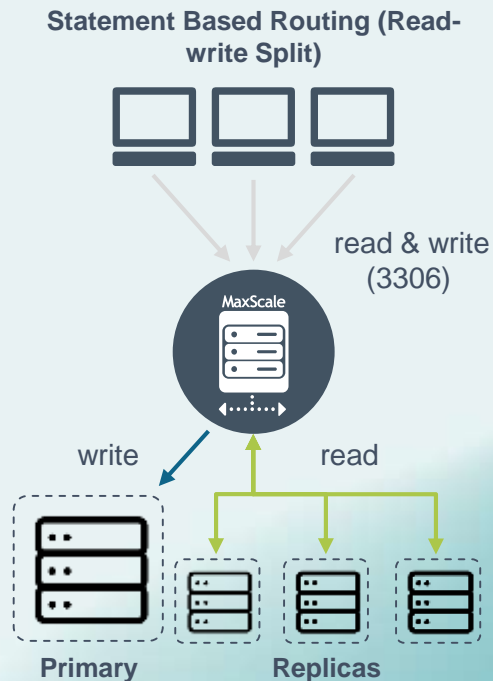 Statement Based Routing (Read-
write Split)
read & write
(3306)
MaxScale
write
read
Primary
Replicas